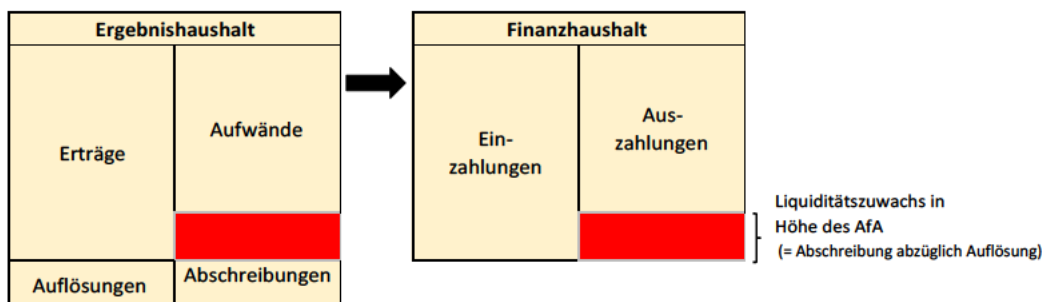 Ergebnishaushalt
Erträge
Aufwände
Auflösungen
Abschreibungen
Finanzhaushalt
Ein-
zahlungen
Aus-
zahlungen
Liquiditätszuwachs in
Höhe des AfA
(= Abschreibung abzüglich Auflösung)